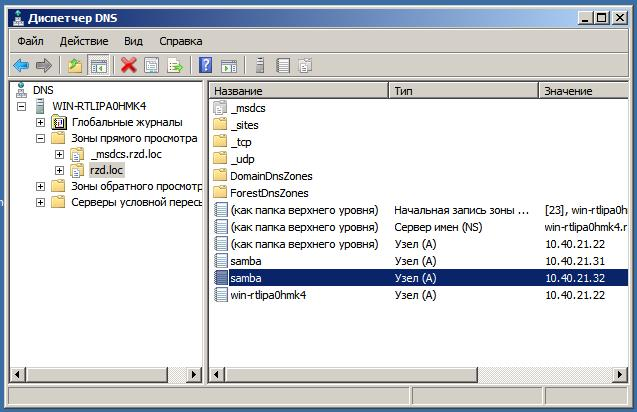 Диспетчер DNS
Файл Действие Вид Справка
DNS
WIN-RTLIPA0HMK4
Глобальные журналы
Зоны прямого просмотра
_msdcs.rzd.loc
rzd.loc
Зоны обратного просмотр
Серверы условной пересы
Название Тип Значение
_msdcs
_sites
_tcp
_udp
DomainDnsZones
ForestDnsZones
(как папка верхнего уровня) Начальная запись зоны ... [23], win-rtlipa0hmk4
(как папка верхнего уровня) Сервер имен (NS) win-rtlipa0hmk4.r
(как папка верхнего уровня) Узел (A) 10.40.21.22
samba Узел (A) 10.40.21.31
samba Узел (A) 10.40.21.32
win-rtlipa0hmk4 Узел (A) 10.40.21.22